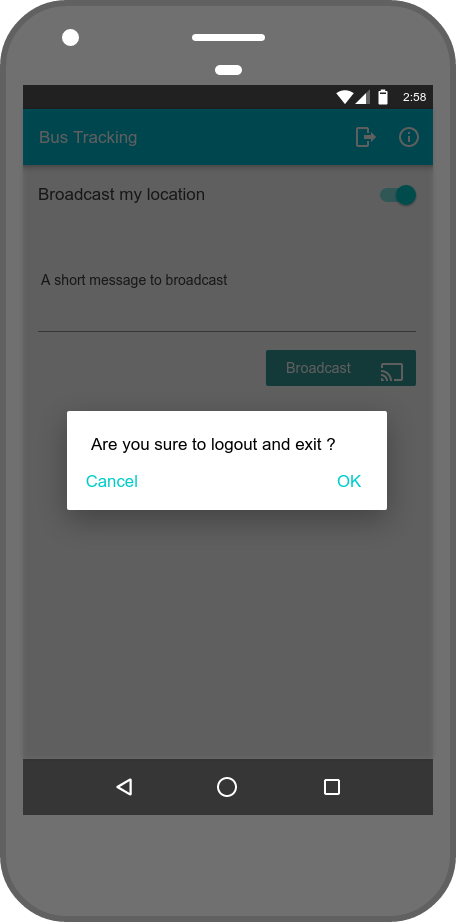 2:58
Bus Tracking
Broadcast my location
A short message to broadcast
Broadcast
Are you sure to logout and exit ?
Cancel OK